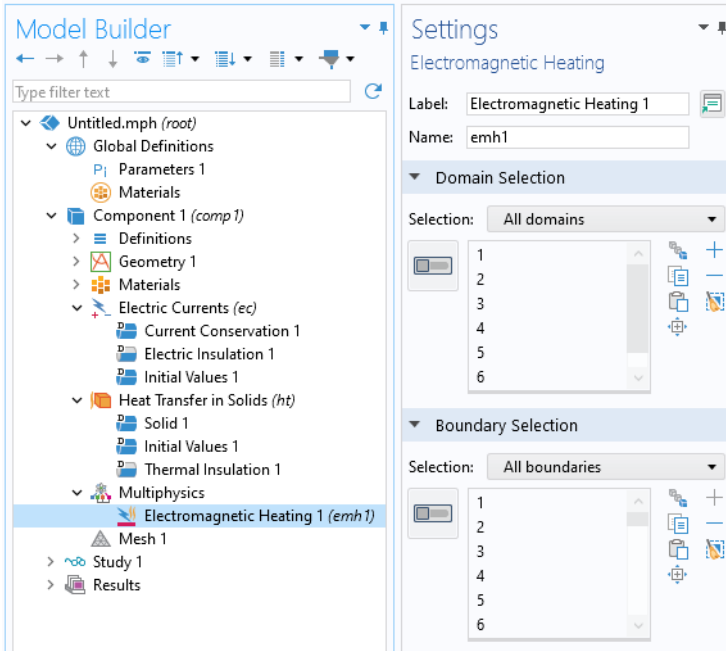 Model Builder
Type filter text
Untitled.mph (root)
Global Definitions
Pi Parameters 1
Materials
Component 1 (comp1)
Definitions
Geometry 1
Materials
Electric Currents (ec)
D Current Conservation 1
D Electric Insulation 1
D Initial Values 1
Heat Transfer in Solids (ht)
D Solid 1
D Initial Values 1
D Thermal Insulation 1
Multiphysics
Electromagnetic Heating 1 (emh1)
Mesh 1
Study 1
Results
Settings
Electromagnetic Heating
Label: Electromagnetic Heating 1
Name: emh1
Domain Selection
Selection: All domains
1
2
3
4
5
6
Boundary Selection
Selection: All boundaries
1
2
3
4
5
6